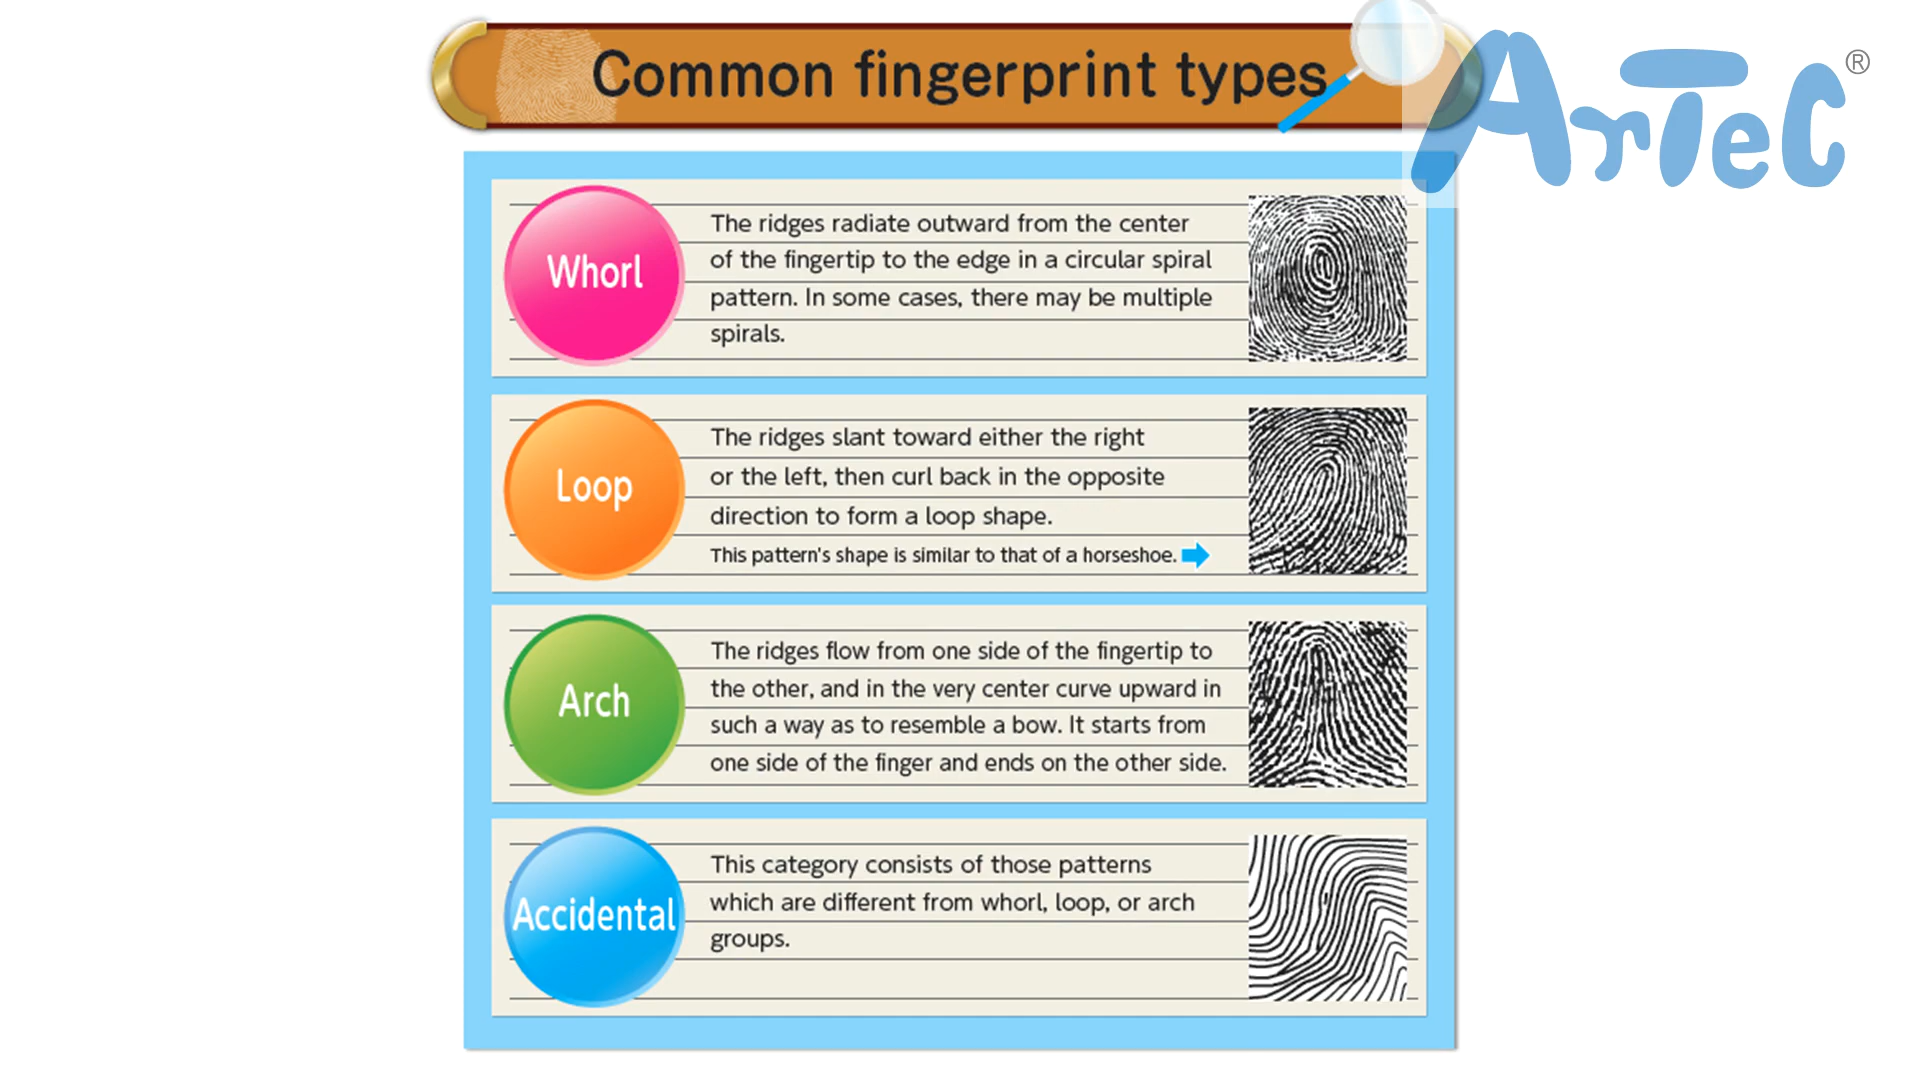 Common fingerprint types
ArTeC®
Whorl
The ridges radiate outward from the center
of the fingertip to the edge in a circular spiral
pattern. In some cases, there may be multiple
spirals.
Loop
The ridges slant toward either the right
or the left, then curl back in the opposite
direction to form a loop shape.
This pattern's shape is similar to that of a horseshoe.
Arch
The ridges flow from one side of the fingertip to
the other, and in the very center curve upward in
such a way as to resemble a bow. It starts from
one side of the finger and ends on the other side.
Accidental
This category consists of those patterns
which are different from whorl, loop, or arch
groups.